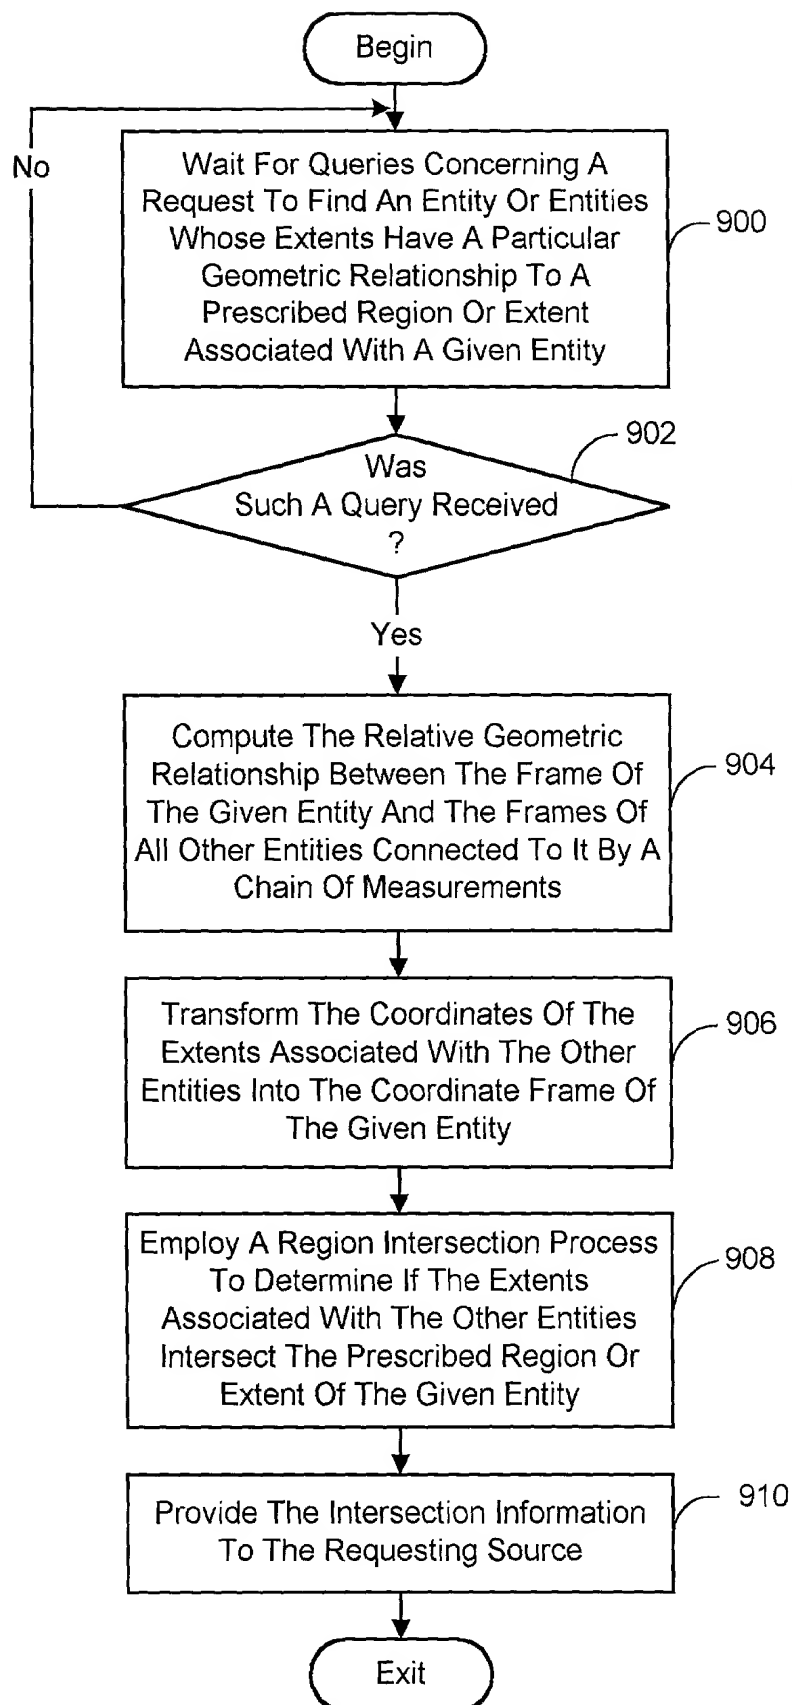 Begin
No
Wait For Queries Concerning A
Request To Find An Entity Or Entities
Whose Extents Have A Particular
Geometric Relationship To A
Prescribed Region Or Extent
Associated With A Given Entity
900
902
Was
Such A Query Received
?
Yes
Compute The Relative Geometric
Relationship Between The Frame Of
The Given Entity And The Frames Of
All Other Entities Connected To It By A
Chain Of Measurements
904
Transform The Coordinates Of The
Extents Associated With The Other
Entities Into The Coordinate Frame Of
The Given Entity
906
Employ A Region Intersection Process
To Determine If The Extents
Associated With The Other Entities
Intersect The Prescribed Region Or
Extent Of The Given Entity
908
Provide The Intersection Information
To The Requesting Source
910
Exit